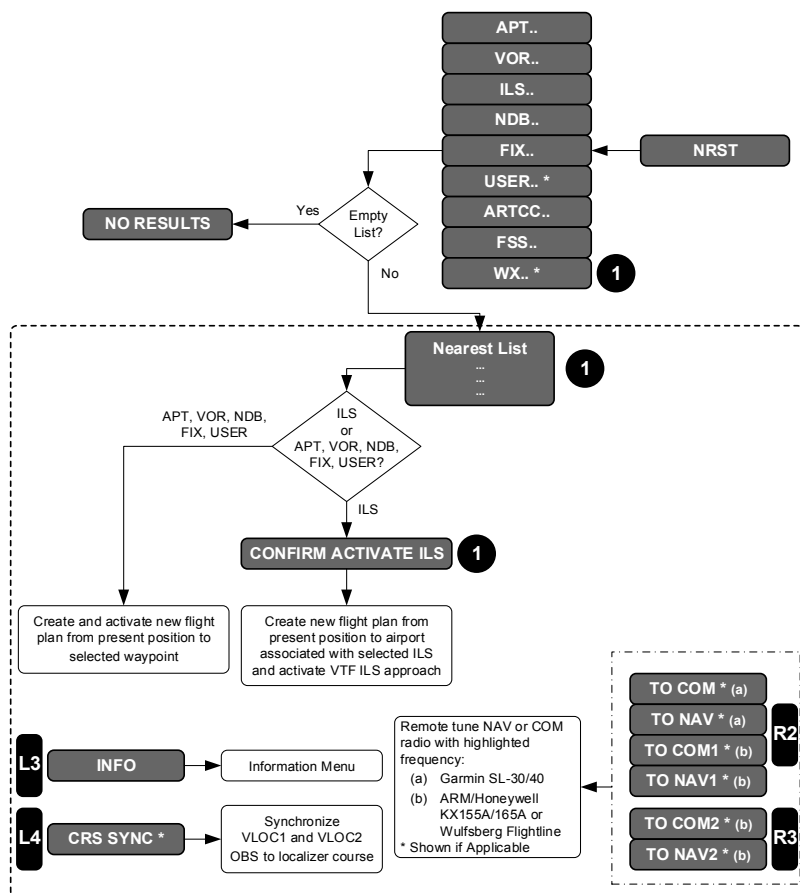 APT..
VOR..
ILS..
NDB..
FIX..
NRST
USER.. *
ARTCC..
FSS..
WX.. *
1
Empty
List?
Yes
NO RESULTS
No
Nearest List
...
...
...
1
ILS
or
APT, VOR, NDB,
FIX, USER?
APT, VOR, NDB,
FIX, USER
ILS
CONFIRM ACTIVATE ILS
1
Create and activate new flight
plan from present position to
selected waypoint
Create new flight plan from
present position to airport
associated with selected ILS
and activate VTF ILS approach
TO COM * (a)
TO NAV * (a)
TO COM1 * (b)
TO NAV1 * (b)
R2
TO COM2 * (b)
TO NAV2 * (b)
R3
Remote tune NAV or COM
radio with highlighted
frequency:
(a) Garmin SL-30/40
(b) ARM/Honeywell
KX155A/165A or
Wulfsberg Flightline
* Shown if Applicable
L3
INFO
Information Menu
L4
CRS SYNC *
Synchronize
VLOC1 and VLOC2
OBS to localizer course